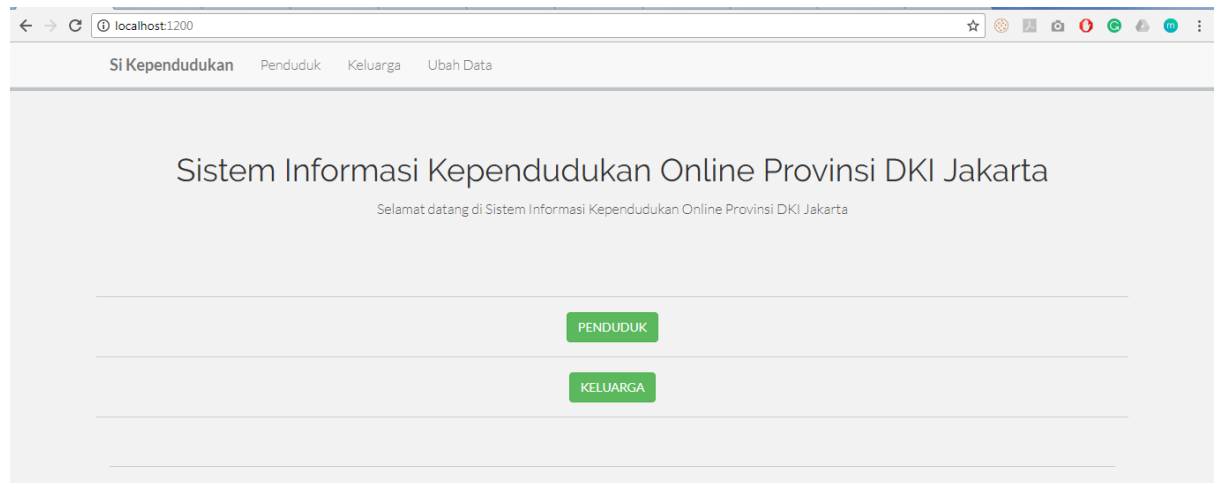 localhost:1200
Si Kependudukan Penduduk Keluarga Ubah Data
Sistem Informasi Kependudukan Online Provinsi DKI Jakarta
Selamat datang di Sistem Informasi Kependudukan Online Provinsi DKI Jakarta
PENDUDUK
KELUARGA